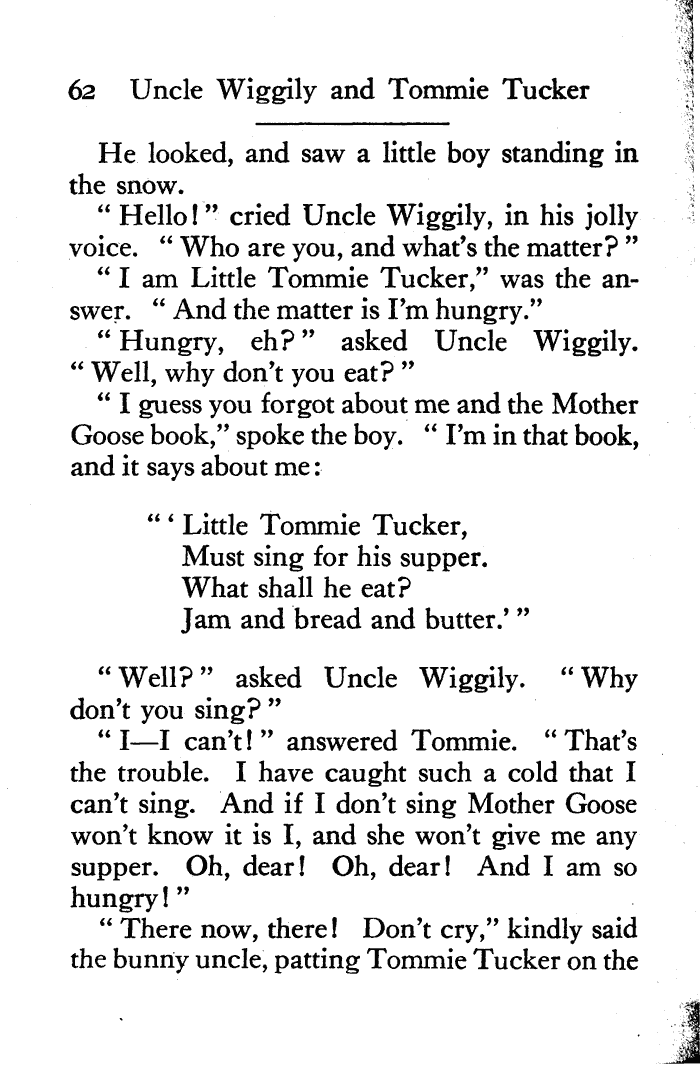 62 Uncle Wiggily and Tommie Tucker
He looked, and saw a little boy standing in
the snow.
“ Hello! ” cried Uncle Wiggily, in his jolly
voice. “ Who are you, and what’s the matter? ”
“ I am Little Tommie Tucker,” was the an-
swer. “ And the matter is I’m hungry.”
“ Hungry, eh? ” asked Uncle Wiggily.
“ Well, why don’t you eat? ”
“ I guess you forgot about me and the Mother
Goose book,” spoke the boy. “ I’m in that book,
and it says about me:
“ ‘ Little Tommie Tucker,
Must sing for his supper.
What shall he eat?
Jam and bread and butter.’ ”
“ Well? ” asked Uncle Wiggily. “ Why
don’t you sing? ”
“ I—I can’t! ” answered Tommie. “ That’s
the trouble. I have caught such a cold that I
can’t sing. And if I don’t sing Mother Goose
won’t know it is I, and she won’t give me any
supper. Oh, dear! Oh, dear! And I am so
hungry! ”
“ There now, there! Don’t cry,” kindly said
the bunny uncle, patting Tommie Tucker on the